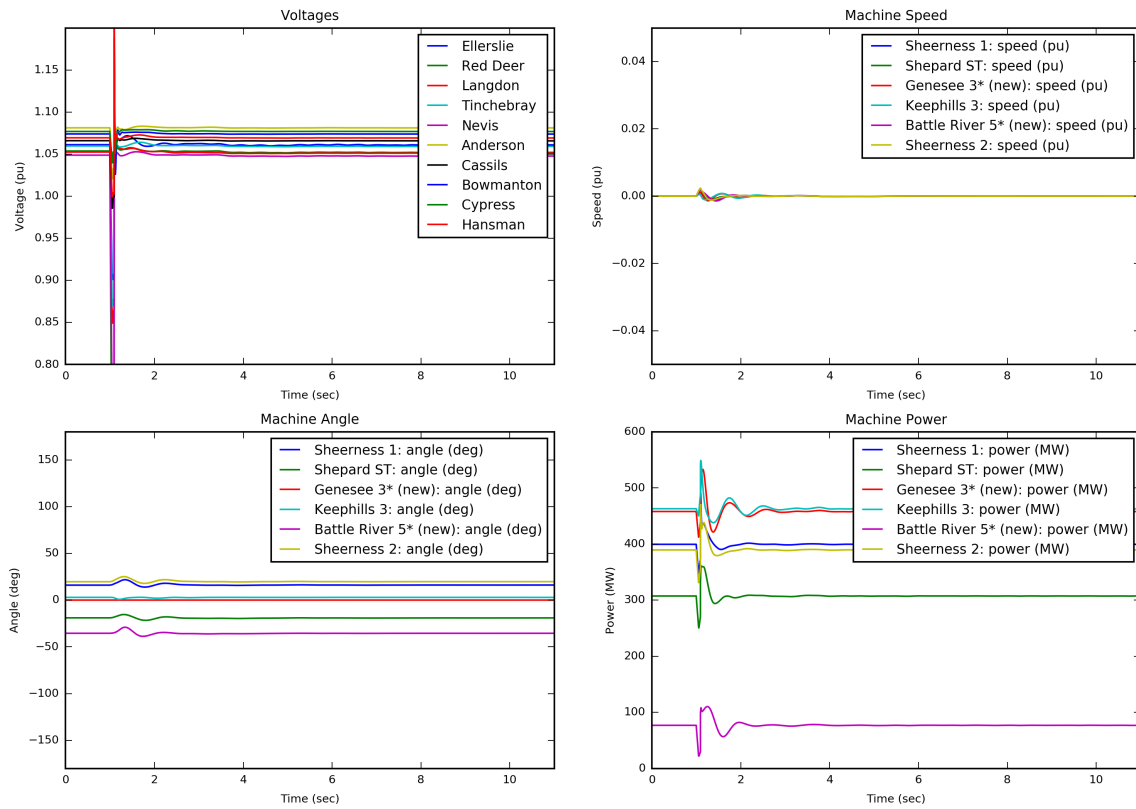 Voltages
1.15
1.10
1.05
1.00
0.95
0.90
0.85
0.80
Voltage (pu)
Ellerslie
Red Deer
Langdon
Tinchebray
Nevis
Anderson
Cassils
Bowmanton
Cypress
Hansman
0 2 4 6 8 10
Time (sec)
Machine Speed
0.04
0.02
0.00
−0.02
−0.04
Speed (pu)
Sheerness 1: speed (pu)
Shepard ST: speed (pu)
Genesee 3* (new): speed (pu)
Keephills 3: speed (pu)
Battle River 5* (new): speed (pu)
Sheerness 2: speed (pu)
0 2 4 6 8 10
Time (sec)
Machine Angle
150
100
50
0
−50
−100
−150
Angle (deg)
Sheerness 1: angle (deg)
Shepard ST: angle (deg)
Genesee 3* (new): angle (deg)
Keephills 3: angle (deg)
Battle River 5* (new): angle (deg)
Sheerness 2: angle (deg)
0 2 4 6 8 10
Time (sec)
Machine Power
600
500
400
300
200
100
0
Power (MW)
Sheerness 1: power (MW)
Shepard ST: power (MW)
Genesee 3* (new): power (MW)
Keephills 3: power (MW)
Battle River 5* (new): power (MW)
Sheerness 2: power (MW)
0 2 4 6 8 10
Time (sec)